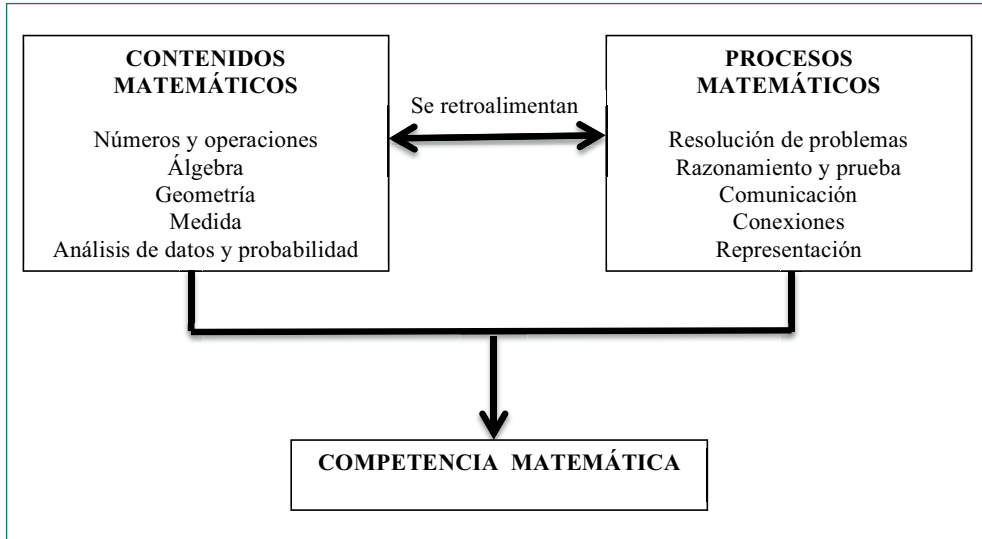 CONTENIDOS
MATEMÁTICOS
Números y operaciones
Álgebra
Geometría
Medida
Análisis de datos y probabilidad
Se retroalimentan
PROCESOS
MATEMÁTICOS
Resolución de problemas
Razonamiento y prueba
Comunicación
Conexiones
Representación
COMPETENCIA MATEMÁTICA